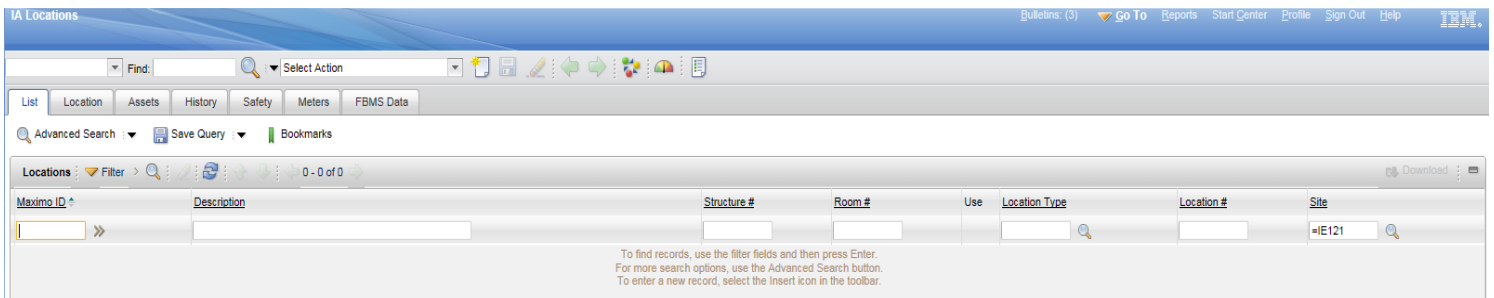 IA Locations Bulletins: (3) Go To Reports Start Center Profile Sign Out Help IBM.
Find: Select Action
List Location Assets History Safety Meters FBMS Data
Advanced Search Save Query Bookmarks
Locations Filter > 0 - 0 of 0 Download
Maximo ID Description Structure # Room # Use Location Type Location # Site
=IE121
To find records, use the filter fields and then press Enter.
For more search options, use the Advanced Search button.
To enter a new record, select the Insert icon in the toolbar.